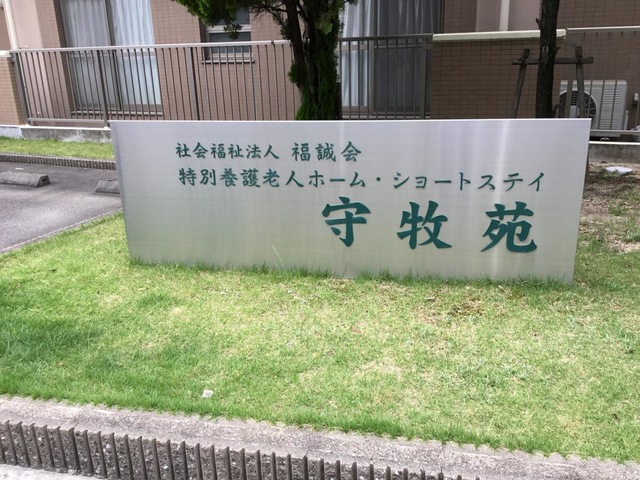 社会福祉法人 福誠会
特別養護老人ホーム・ショートステイ
守牧苑